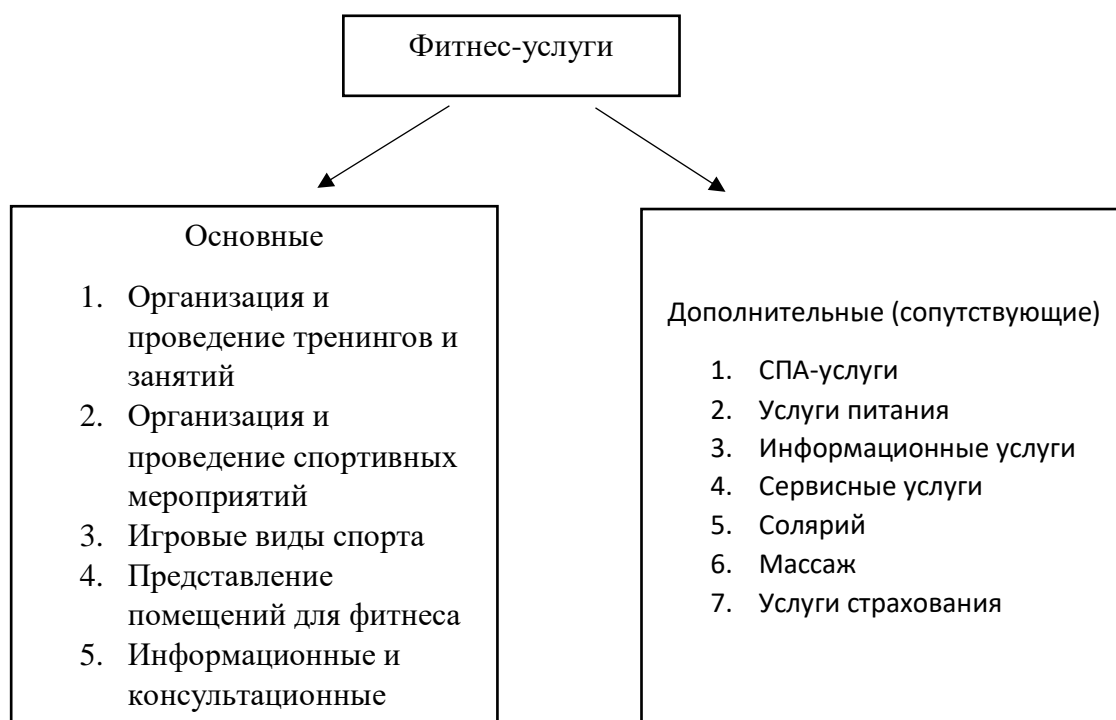 Фитнес-услуги
Основные
1. Организация и
проведение тренингов и
занятий
2. Организация и
проведение спортивных
мероприятий
3. Игровые виды спорта
4. Представление
помещений для фитнеса
5. Информационные и
консультационные
Дополнительные (сопутствующие)
1. СПА-услуги
2. Услуги питания
3. Информационные услуги
4. Сервисные услуги
5. Солярий
6. Массаж
7. Услуги страхования